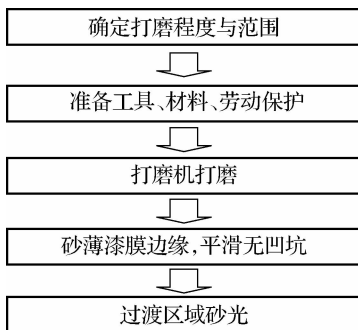 确定打磨程度与范围
准备工具、材料、劳动保护
打磨机打磨
砂薄漆膜边缘,平滑无凹坑
过渡区域砂光